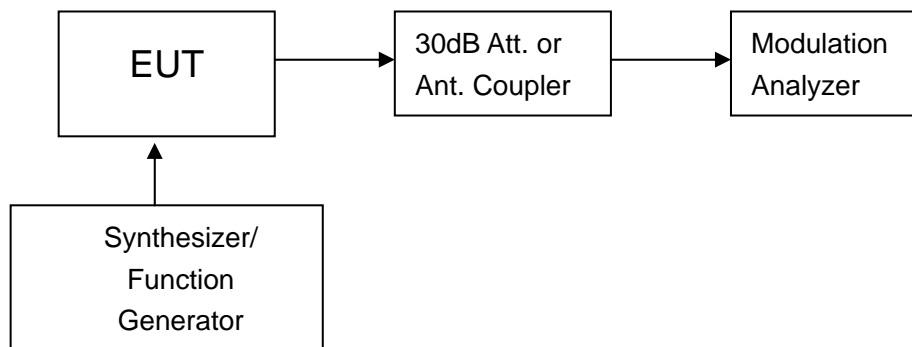 EUT
30dB Att. or
Ant. Coupler
Modulation
Analyzer
Synthesizer/
Function
Generator